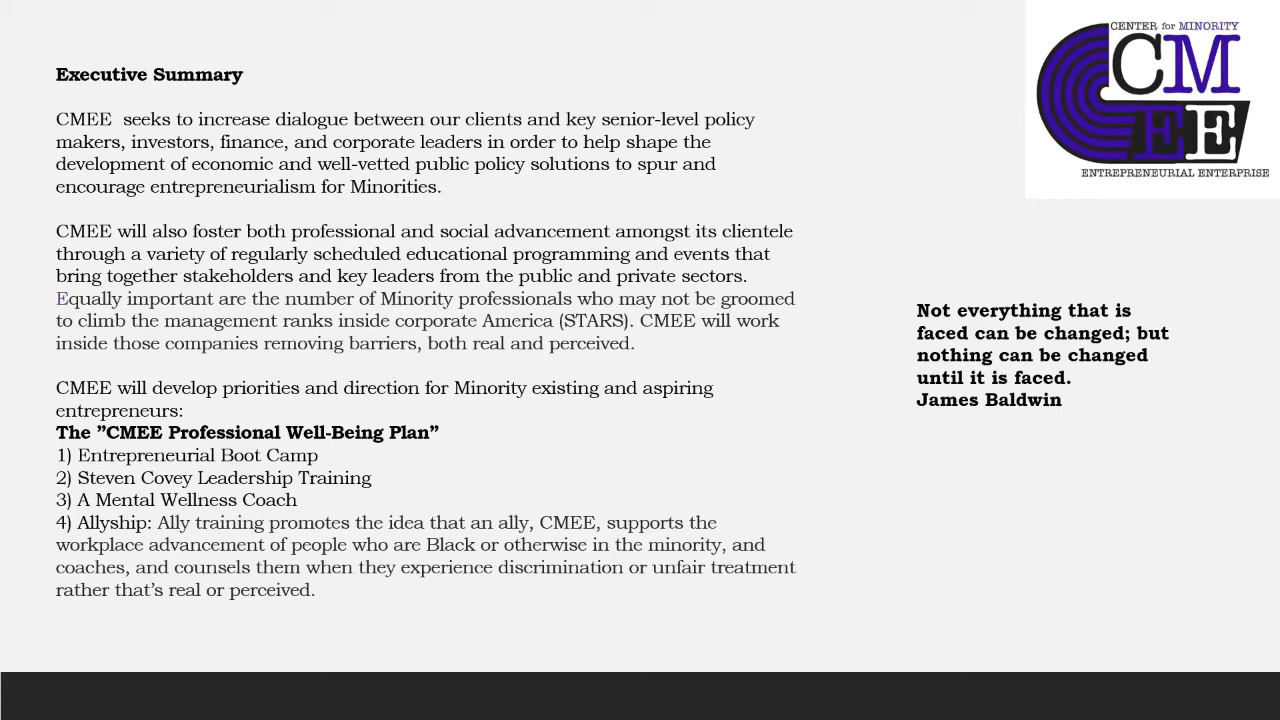 Executive Summary
CMEE  seeks to increase dialogue between our clients and key senior-level policy
makers, investors, finance, and corporate leaders in order to help shape the
development of economic and well-vetted public policy solutions to spur and
encourage entrepreneurialism for Minorities.
CMEE will also foster both professional and social advancement amongst its clientele
through a variety of regularly scheduled educational programming and events that
bring together stakeholders and key leaders from the public and private sectors.
Equally important are the number of Minority professionals who may not be groomed
to climb the management ranks inside corporate America (STARS). CMEE will work
inside those companies removing barriers, both real and perceived.
CMEE will develop priorities and direction for Minority existing and aspiring
entrepreneurs:
The ”CMEE Professional Well-Being Plan”
1) Entrepreneurial Boot Camp
2) Steven Covey Leadership Training
3) A Mental Wellness Coach
4) Allyship: Ally training promotes the idea that an ally, CMEE, supports the
workplace advancement of people who are Black or otherwise in the minority, and
coaches, and counsels them when they experience discrimination or unfair treatment
rather that’s real or perceived.
CENTER for MINORITY
CM
EE
ENTREPRENEURIAL ENTERPRISE
Not everything that is
faced can be changed; but
nothing can be changed
until it is faced.
James Baldwin